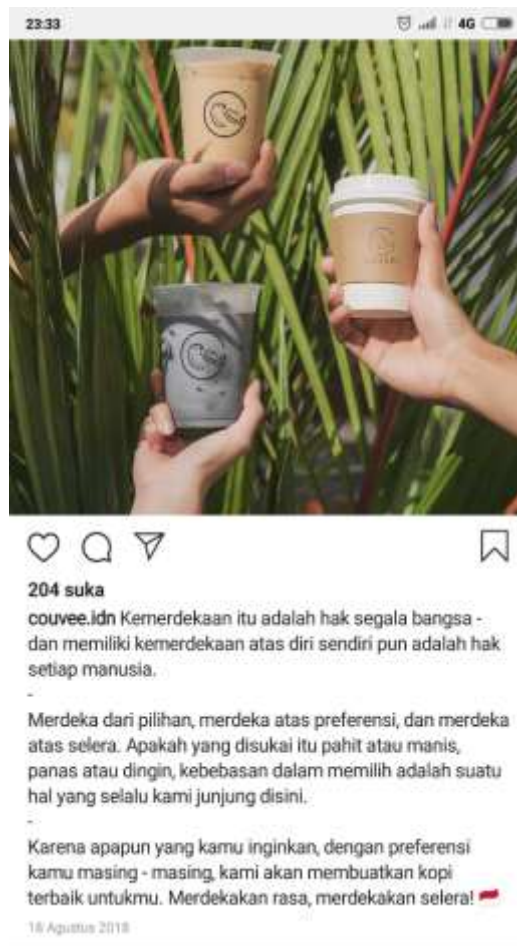 23:33
4G
204 suka
couvee.idn Kemerdekaan itu adalah hak segala bangsa -
dan memiliki kemerdekaan atas diri sendiri pun adalah hak
setiap manusia.
-
Merdeka dari pilihan, merdeka atas preferensi, dan merdeka
atas selera. Apakah yang disukai itu pahit atau manis,
panas atau dingin, kebebasan dalam memilih adalah suatu
hal yang selalu kami junjung disini.
-
Karena apapun yang kamu inginkan, dengan preferensi
kamu masing - masing, kami akan membuatkan kopi
terbaik untukmu. Merdekakan rasa, merdekakan selera!
18 Agustus 2018